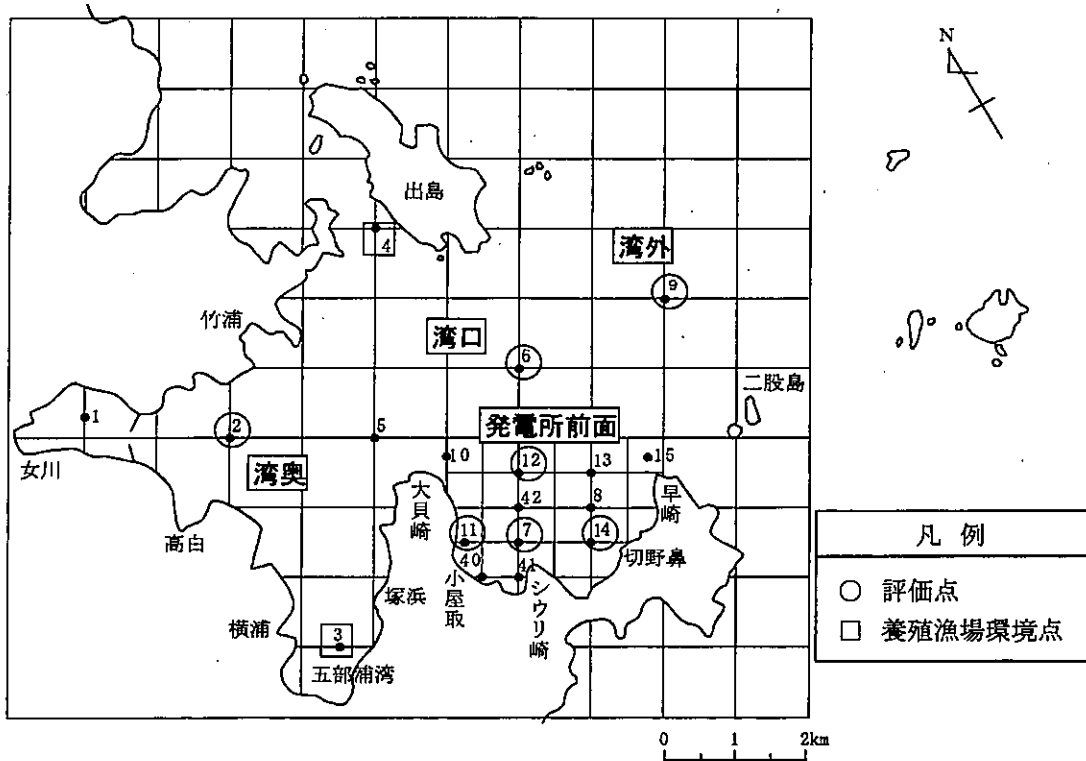 N
出島
4
湾外
9
竹浦
湾口
6
二股島
発電所前面
1
2
5
10
12
13
15
女川
湾奥
大貝崎
42
8
早崎
高白
11
7
14
切野鼻
40
41
小屋取
シウリ崎
塚浜
横浦
3
五部浦湾
凡例
○ 評価点
□ 養殖漁場環境点
0 1 2km